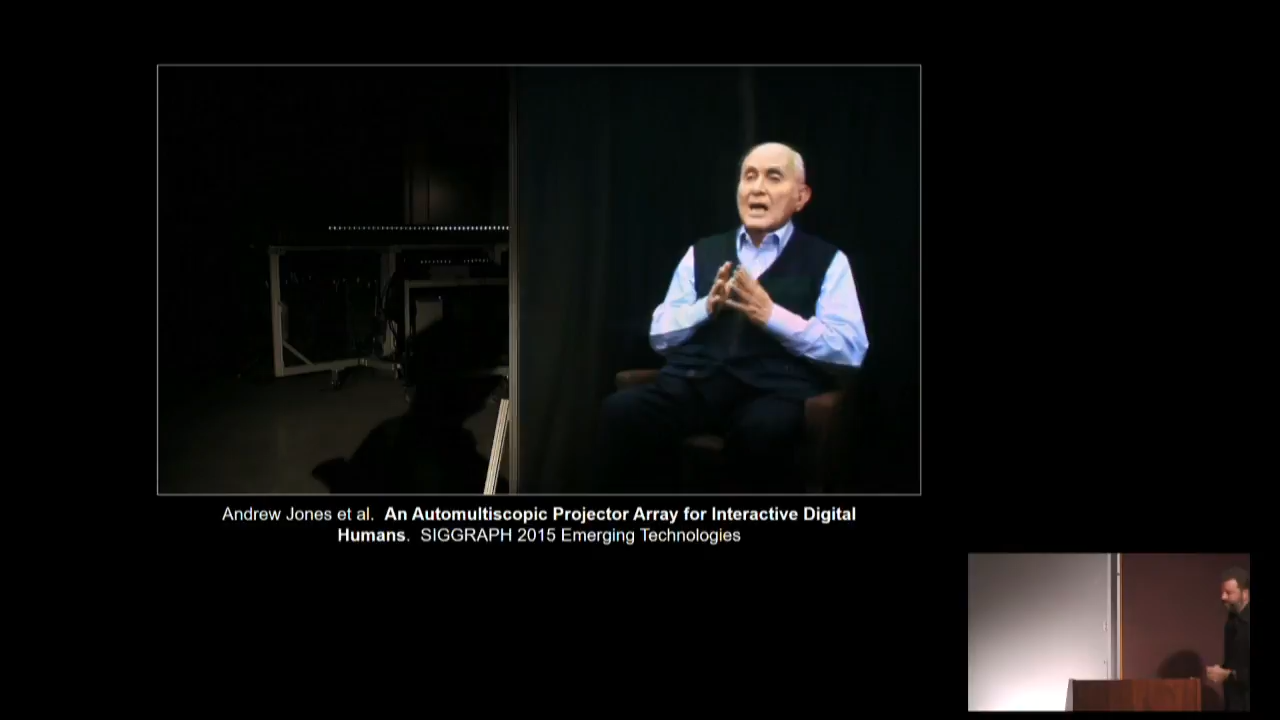 Andrew Jones et al. An Automultiscopic Projector Array for Interactive Digital
Humans. SIGGRAPH 2015 Emerging Technologies